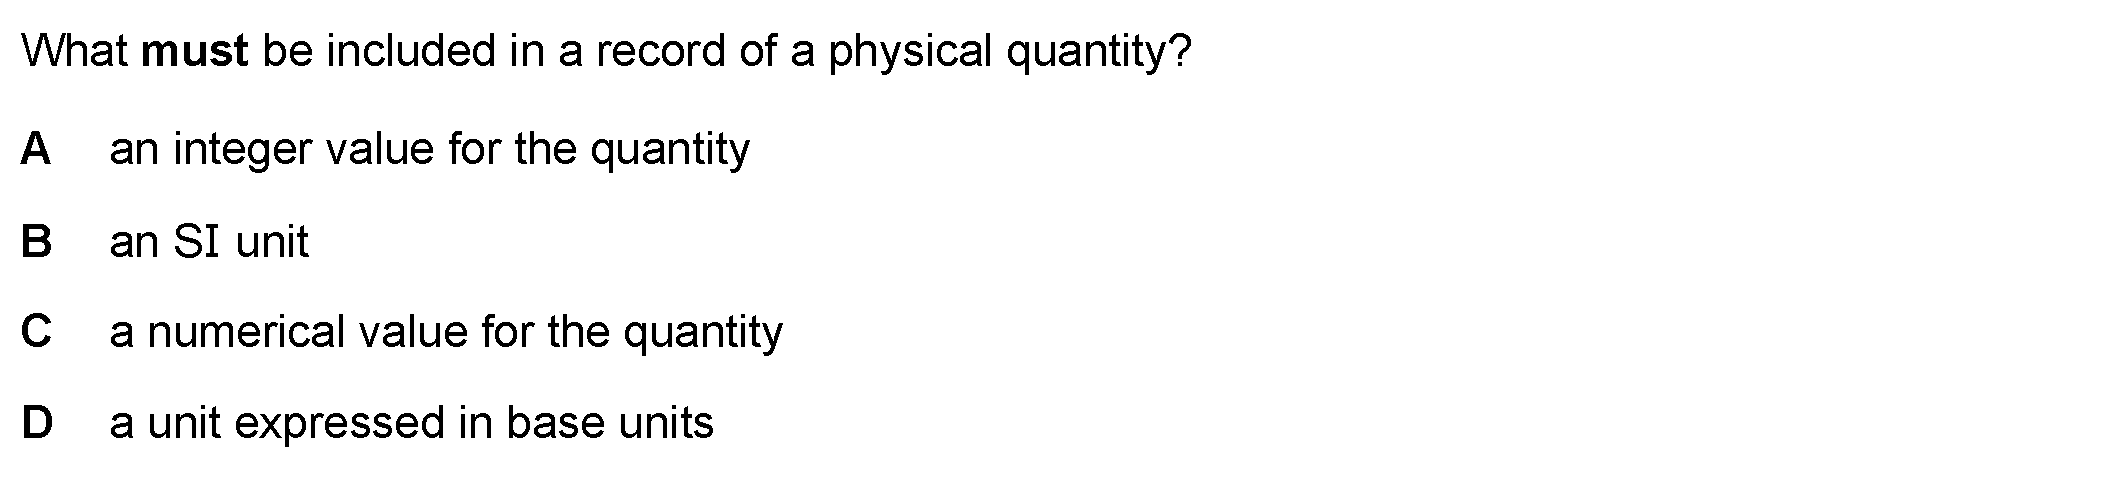 What must be included in a record of a physical quantity?
A an integer value for the quantity
B an SI unit
C a numerical value for the quantity
D a unit expressed in base units